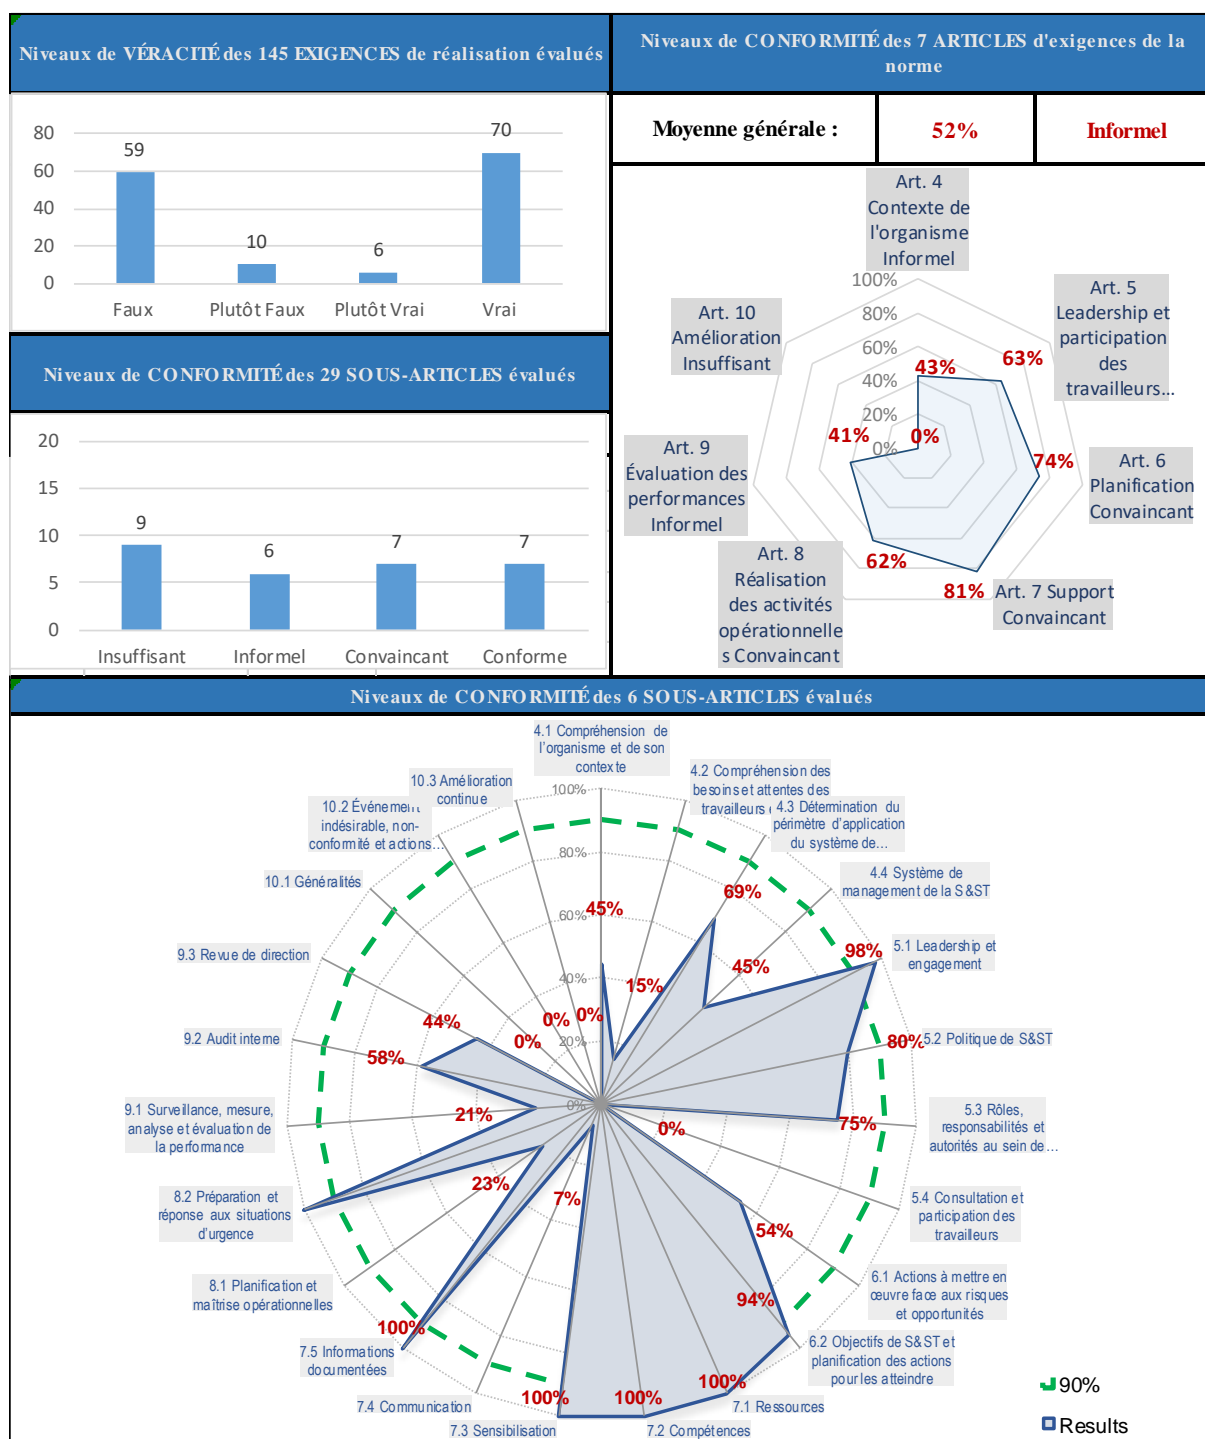 Niveaux de VÉRACITÉ des 145 EXIGENCES de réalisation évalués
80
60
40
20
0
59
10
6
70
Faux
Plutôt Faux
Plutôt Vrai
Vrai
Niveaux de CONFORMITÉ des 29 SOUS-ARTICLES évalués
20
15
10
5
0
9
6
7
7
Insuffisant
Informel
Convaincant
Conforme
Niveaux de CONFORMITÉ des 7 ARTICLES d'exigences de la
norme
Moyenne générale :
52%
Informel
Art. 4
Contexte de
l'organisme
Informel
Art. 5
Leadership et
participation
des
travailleurs...
Art. 6
Planification
Convaincant
Art. 7 Support
Convaincant
Art. 8
Réalisation
des activités
opérationnelle
s Convaincant
Art. 9
Évaluation des
performances
Informel
Art. 10
Amélioration
Insuffisant
100%
80%
60%
40%
20%
0%
43%
63%
74%
81%
62%
41%
0%
Niveaux de CONFORMITÉ des 6 SOUS-ARTICLES évalués
4.1 Compréhension de
l'organisme et de son
contexte
4.2 Compréhension des
besoins et attentes des
travailleurs
4.3 Détermination du
périmètre d'application
du système de...
4.4 Système de
management de la S&ST
5.1 Leadership et
engagement
5.2 Politique de S&ST
5.3 Rôles,
responsabilités et
autorités au sein de...
5.4 Consultation et
participation des
travailleurs
6.1 Actions à mettre en
œuvre face aux risques
et opportunités
6.2 Objectifs de S&ST et
planification des actions
pour les atteindre
7.1 Ressources
7.2 Compétences
7.3 Sensibilisation
7.4 Communication
7.5 Informations
documentées
8.1 Planification et
maîtrise opérationnelles
8.2 Préparation et
réponse aux situations
d'urgence
9.1 Surveillance, mesure,
analyse et évaluation de
la performance
9.2 Audit interne
9.3 Revue de direction
10.1 Généralités
10.2 Événement
indésirable, non-
conformité et actions...
10.3 Amélioration
continue
100%
80%
60%
40%
20%
0%
45%
15%
69%
45%
98%
80%
75%
0%
54%
94%
100%
100%
100%
7%
100%
23%
21%
58%
44%
0%
0%
0%
90%
Results